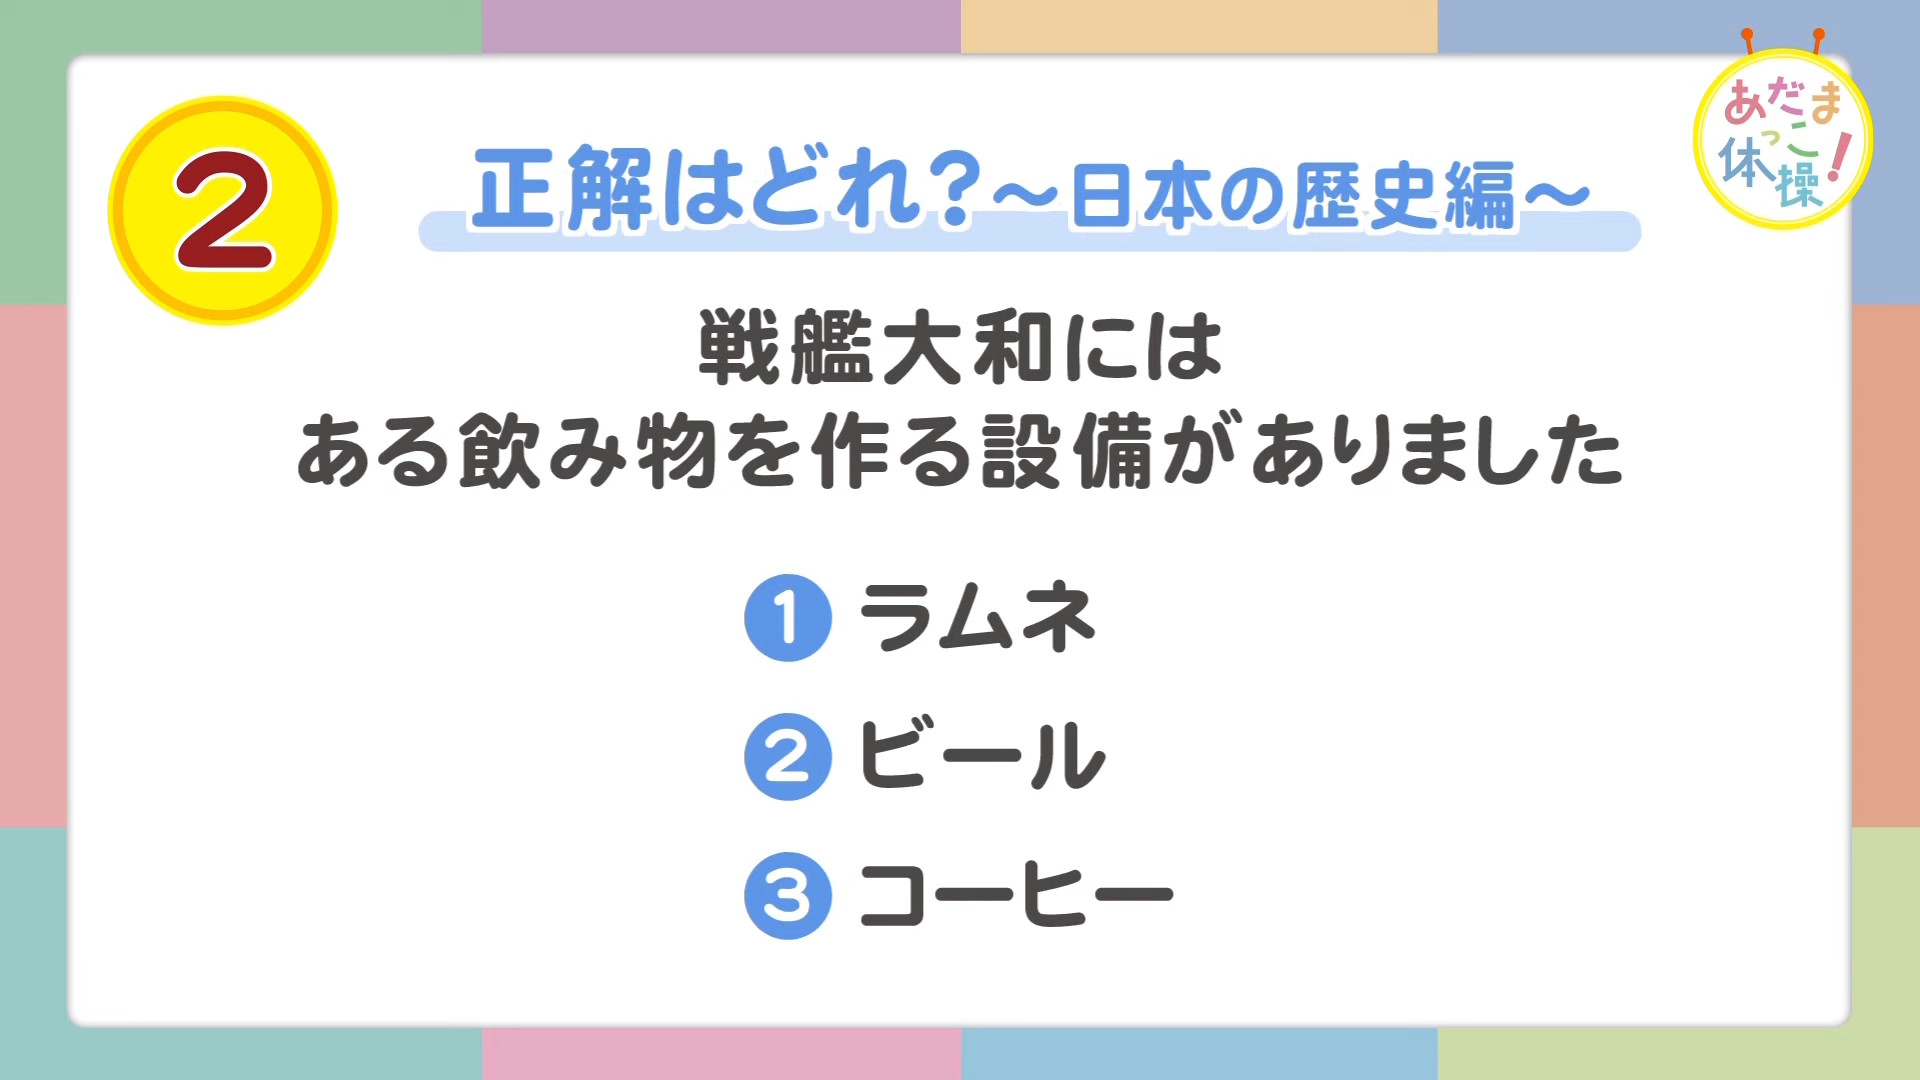 2
正解はどれ？～日本の歴史編～
あだま
っこ
体操！
戦艦大和には
ある飲み物を作る設備がありました
1 ラムネ
2 ビール
3 コーヒー